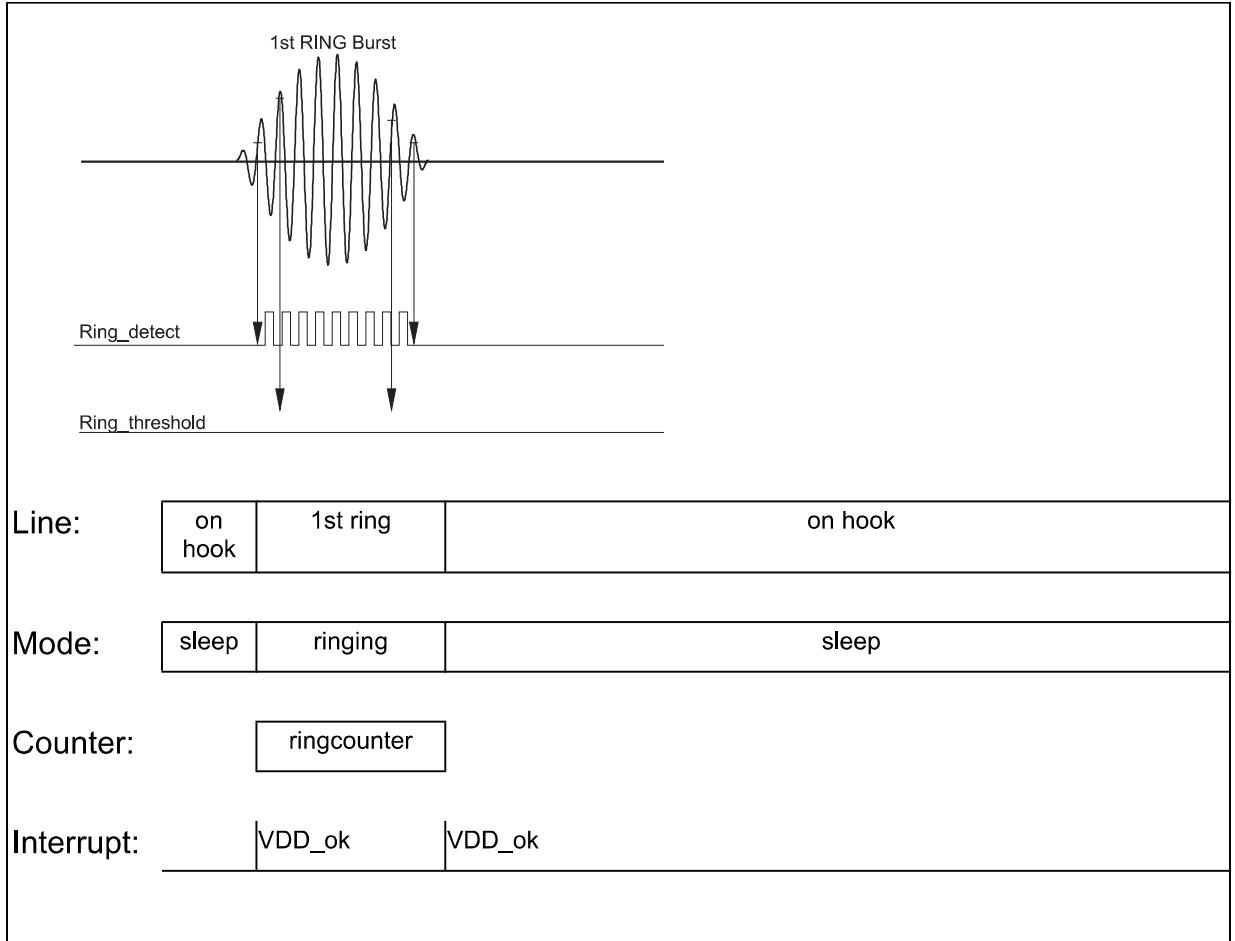 1st RING Burst
Ring_detect
Ring_threshold
Line:
on
hook
1st ring
on hook
Mode:
sleep
ringing
sleep
Counter:
ringcounter
Interrupt:
VDD_ok
VDD_ok